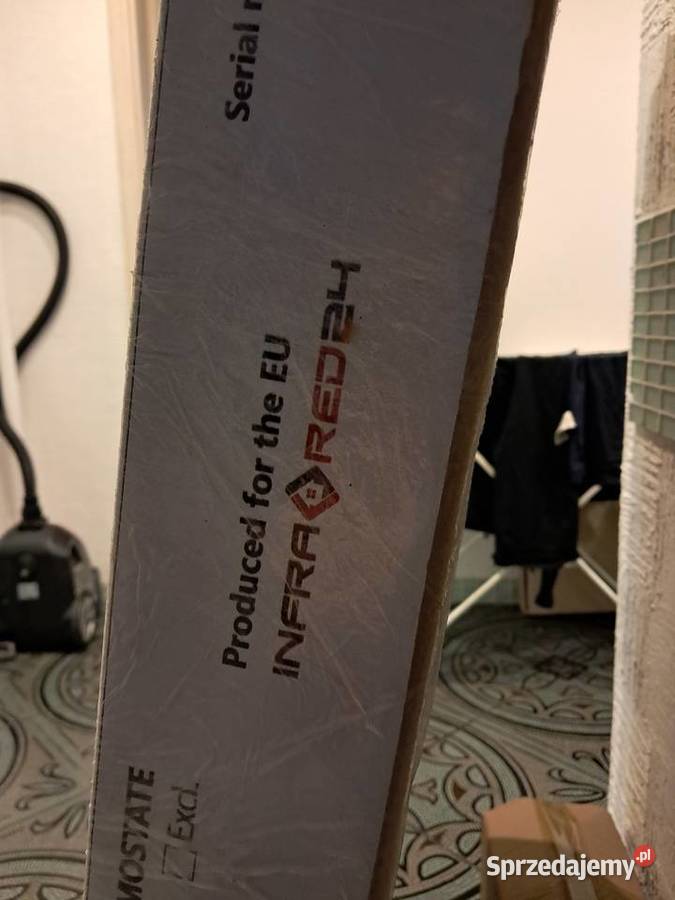 Serial
Produced for the EU
INFRARED24
MOSTATE
Excl.
Sprzedajemy.pl